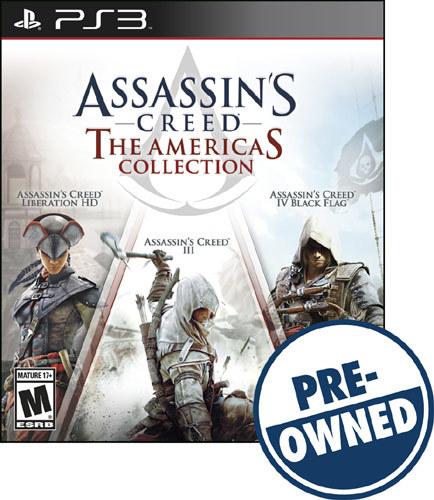 PS3
ASSASSIN'S
CREED
THE AMERICAS
COLLECTION
ASSASSIN'S CREED
LIBERATION HD
ASSASSIN'S CREED
III
ASSASSIN'S CREED
IV BLACK FLAG
MATURE 17+
M
ESRB
PRE-
OWNED